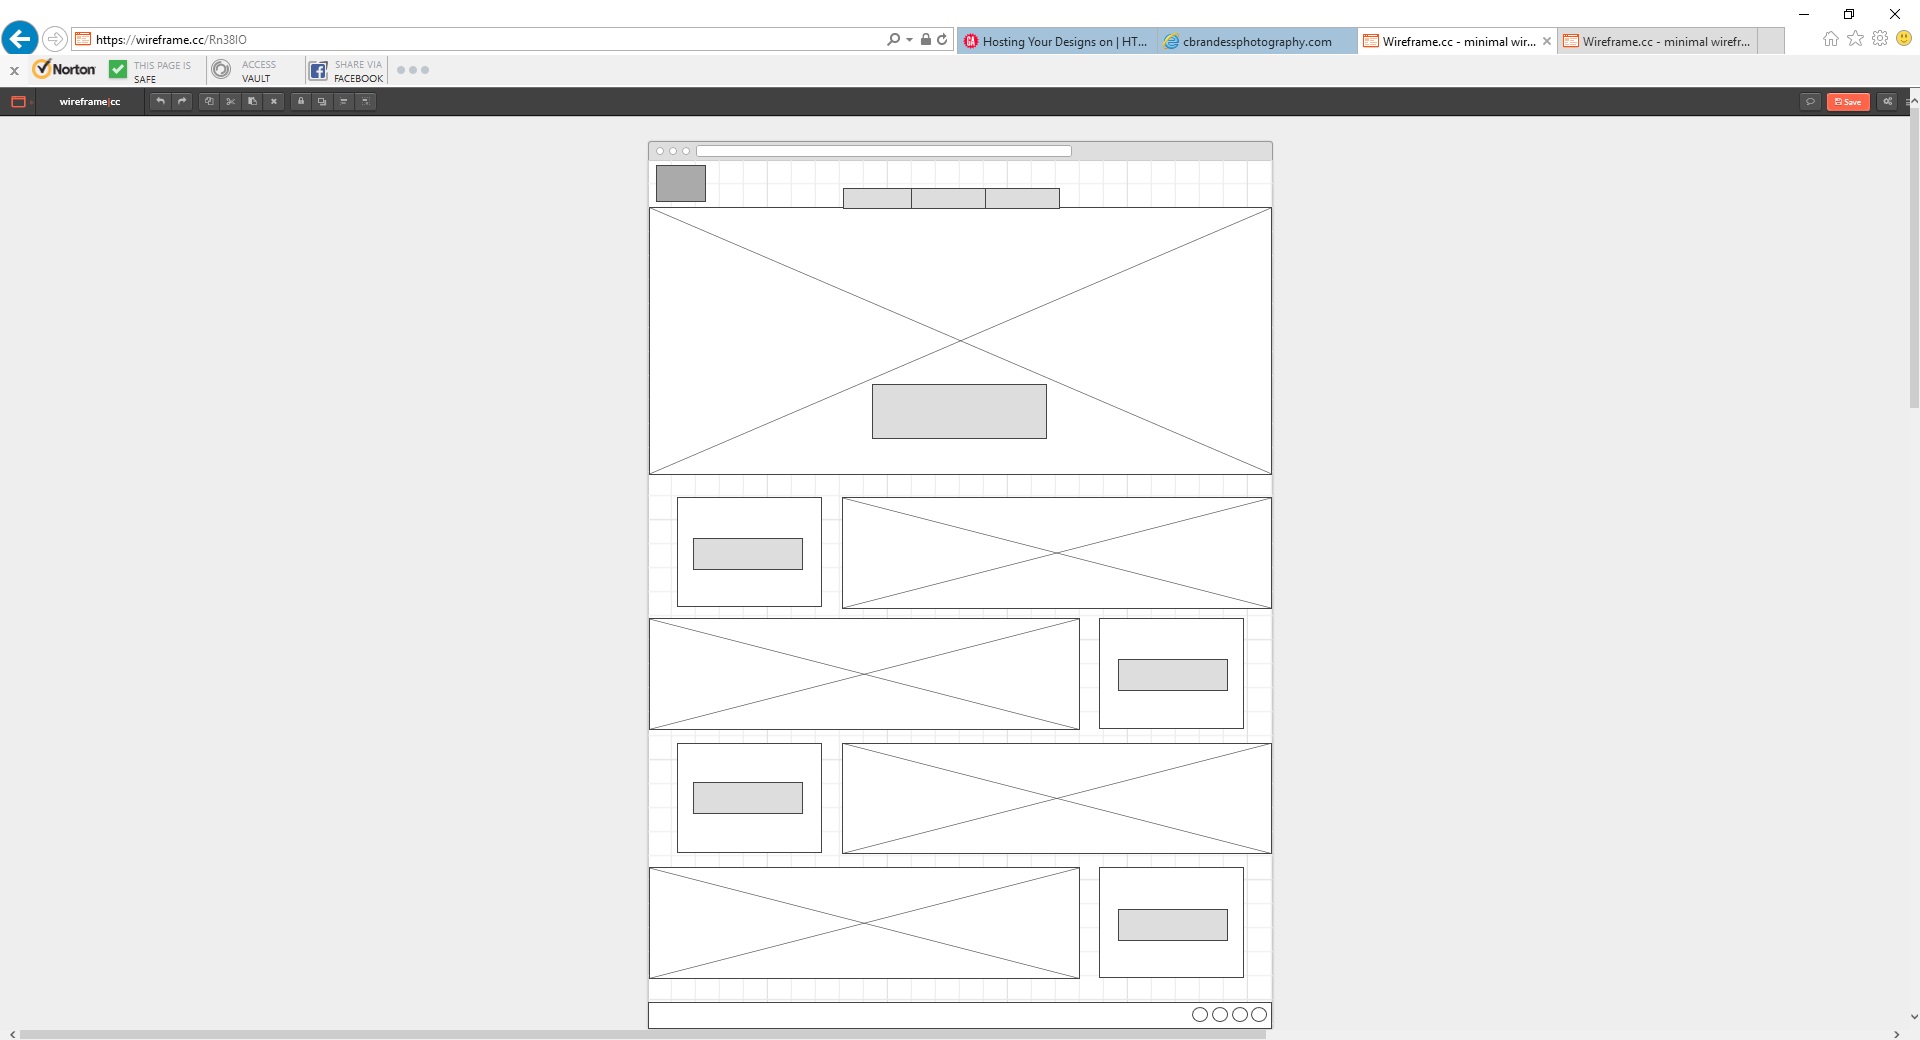 https://wireframe.cc/Rn38IO
Hosting Your Designs on | HT...
cbrandessphotography.com
Wireframe.cc - minimal wir...
Wireframe.cc - minimal wirefr...
x Norton
THIS PAGE IS
SAFE
ACCESS
VAULT
SHARE VIA
FACEBOOK
wireframe|cc
Save